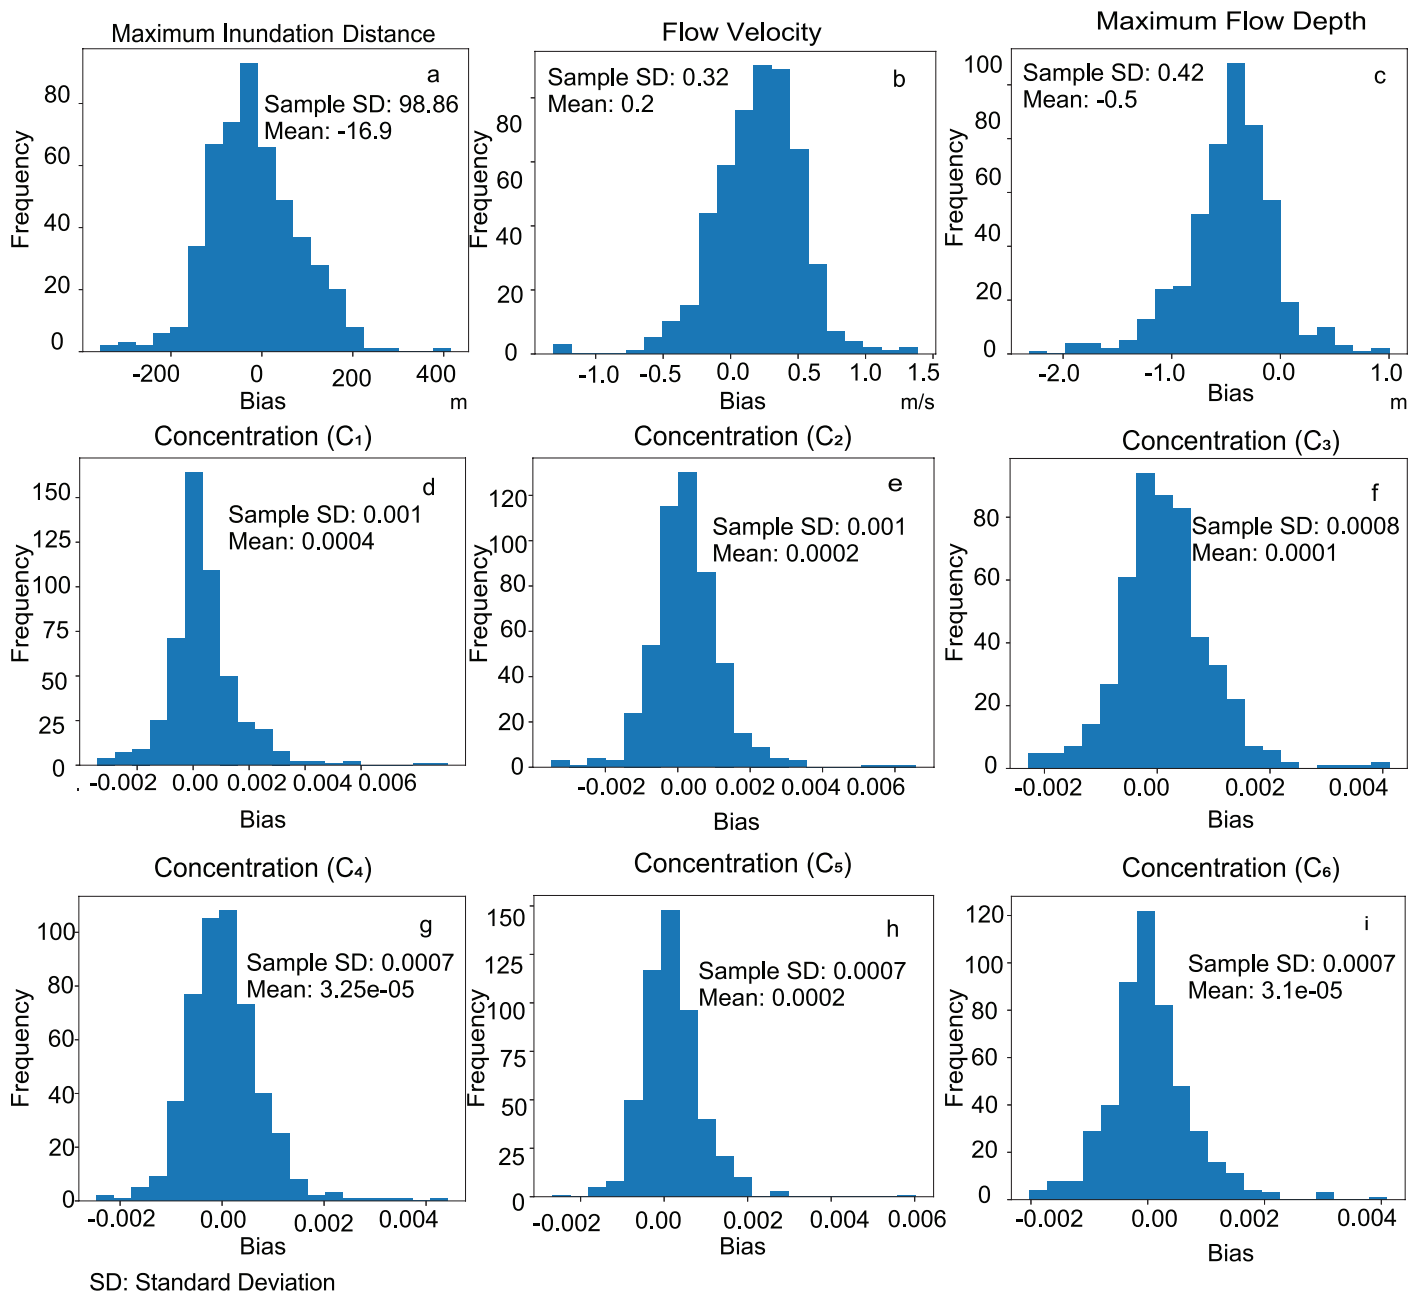 Maximum Inundation Distance
a
Sample SD: 98.86
Mean: -16.9
Frequency
80
60
40
20
0
-200
0
200
400
Bias
m
Flow Velocity
b
Sample SD: 0.32
Mean: 0.2
Frequency
80
60
40
20
0
-1.0
-0.5
0.0
0.5
1.0
1.5
Bias
m/s
Maximum Flow Depth
c
Sample SD: 0.42
Mean: -0.5
Frequency
100
80
60
40
20
0
-2.0
-1.0
0.0
1.0
Bias
m
Concentration (C₁)
d
Sample SD: 0.001
Mean: 0.0004
Frequency
150
125
100
75
50
25
0
-0.002
0.00
0.002
0.004
0.006
Bias
Concentration (C₂)
e
Sample SD: 0.001
Mean: 0.0002
Frequency
120
100
80
60
40
20
0
-0.002
0.00
0.002
0.004
0.006
Bias
Concentration (C₃)
f
Sample SD: 0.0008
Mean: 0.0001
Frequency
80
60
40
20
0
-0.002
0.00
0.002
0.004
Bias
Concentration (C₄)
g
Sample SD: 0.0007
Mean: 3.25e-05
Frequency
100
80
60
40
20
0
-0.002
0.00
0.002
0.004
Bias
Concentration (C₅)
h
Sample SD: 0.0007
Mean: 0.0002
Frequency
150
125
100
75
50
25
0
-0.002
0.00
0.002
0.004
0.006
Bias
Concentration (C₆)
i
Sample SD: 0.0007
Mean: 3.1e-05
Frequency
120
100
80
60
40
20
0
-0.002
0.00
0.002
0.004
Bias
SD: Standard Deviation